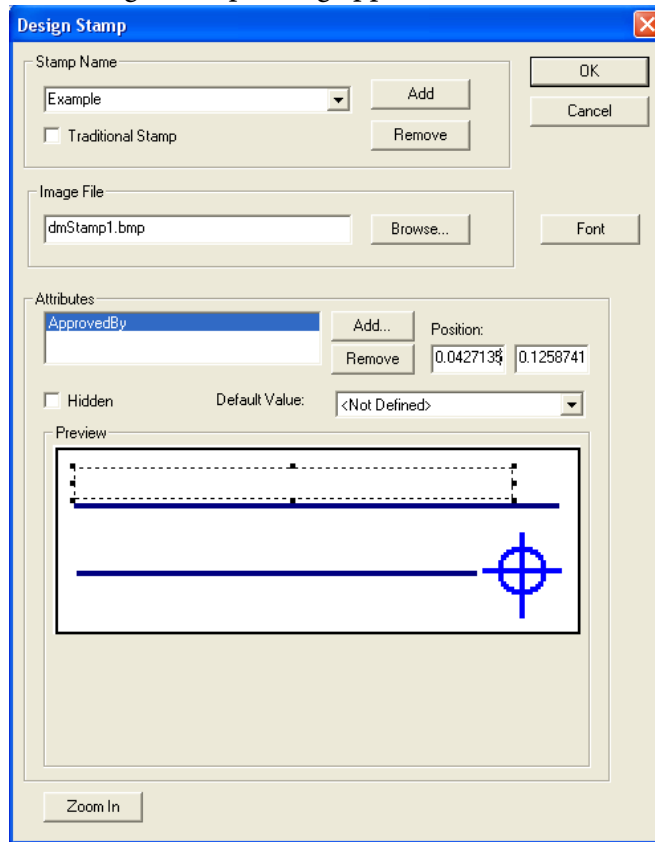 Design Stamp
Stamp Name
OK
Example
Add
Cancel
Traditional Stamp
Remove
Image File
dmStamp1.bmp
Browse...
Font
Attributes
ApprovedBy
Add...
Position:
Remove
0.0427135
0.1258741
Hidden
Default Value:
<Not Defined>
Preview
Zoom In